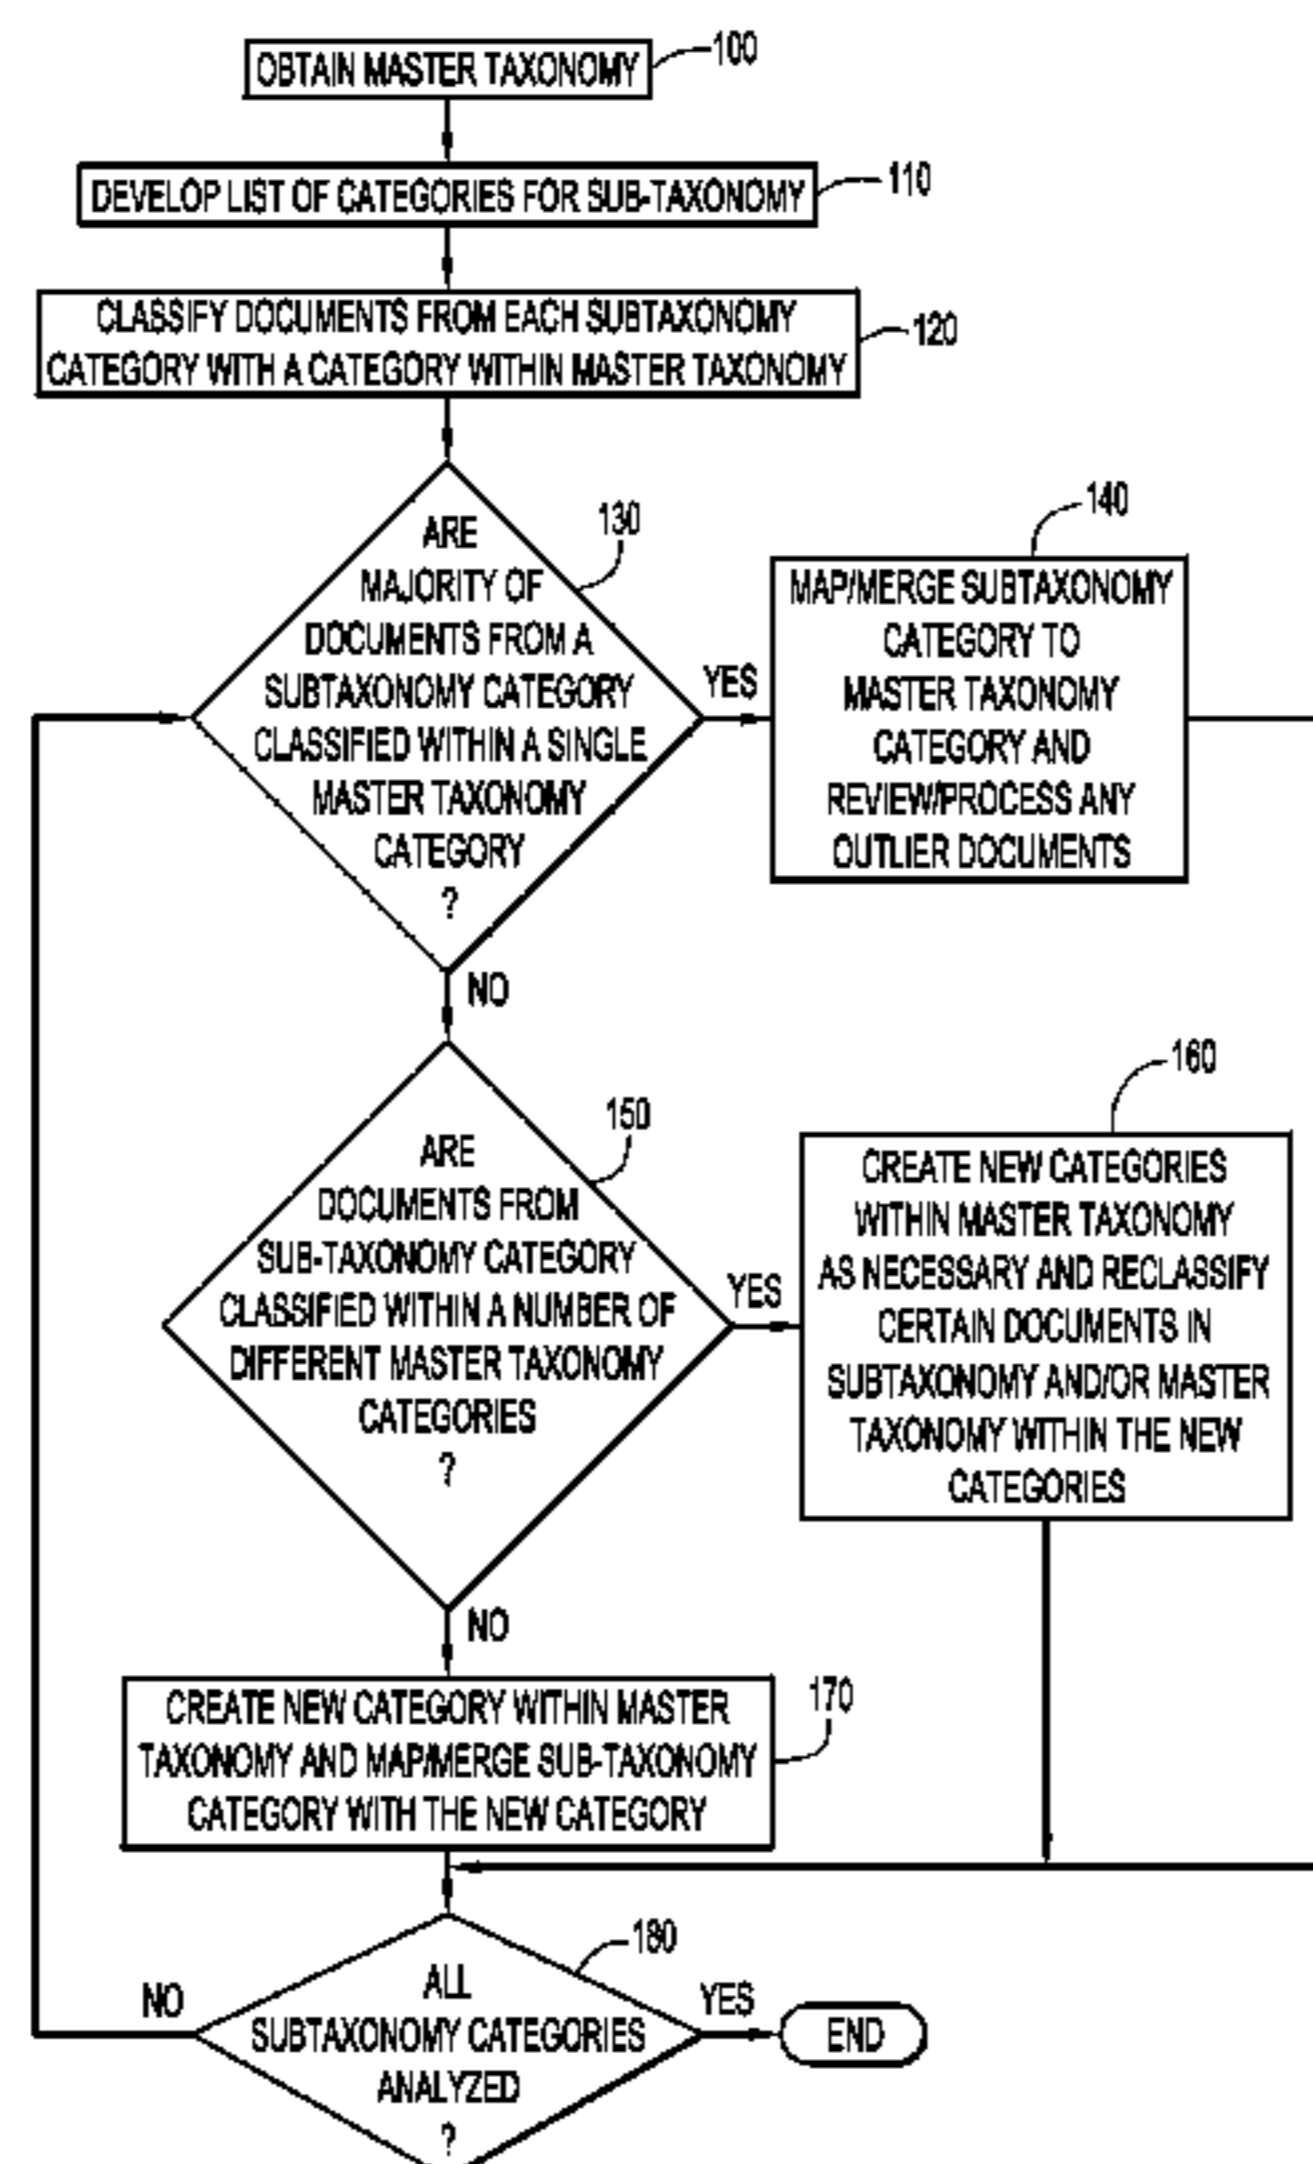 OBTAIN MASTER TAXONOMY
100
DEVELOP LIST OF CATEGORIES FOR SUB-TAXONOMY
110
CLASSIFY DOCUMENTS FROM EACH SUBTAXONOMY
CATEGORY WITH A CATEGORY WITHIN MASTER TAXONOMY
120
ARE
MAJORITY OF
DOCUMENTS FROM A
SUBTAXONOMY CATEGORY
CLASSIFIED WITHIN A SINGLE
MASTER TAXONOMY
CATEGORY
?
130
YES
NO
MAP/MERGE SUBTAXONOMY
CATEGORY TO
MASTER TAXONOMY
CATEGORY AND
REVIEW/PROCESS ANY
OUTLIER DOCUMENTS
140
ARE
DOCUMENTS FROM
SUB-TAXONOMY CATEGORY
CLASSIFIED WITHIN A NUMBER OF
DIFFERENT MASTER TAXONOMY
CATEGORIES
?
150
YES
NO
CREATE NEW CATEGORIES
WITHIN MASTER TAXONOMY
AS NECESSARY AND RECLASSIFY
CERTAIN DOCUMENTS IN
SUBTAXONOMY AND/OR MASTER
TAXONOMY WITHIN THE NEW
CATEGORIES
160
CREATE NEW CATEGORY WITHIN MASTER
TAXONOMY AND MAP/MERGE SUB-TAXONOMY
CATEGORY WITH THE NEW CATEGORY
170
ALL
SUBTAXONOMY CATEGORIES
ANALYZED
?
180
NO
YES
END